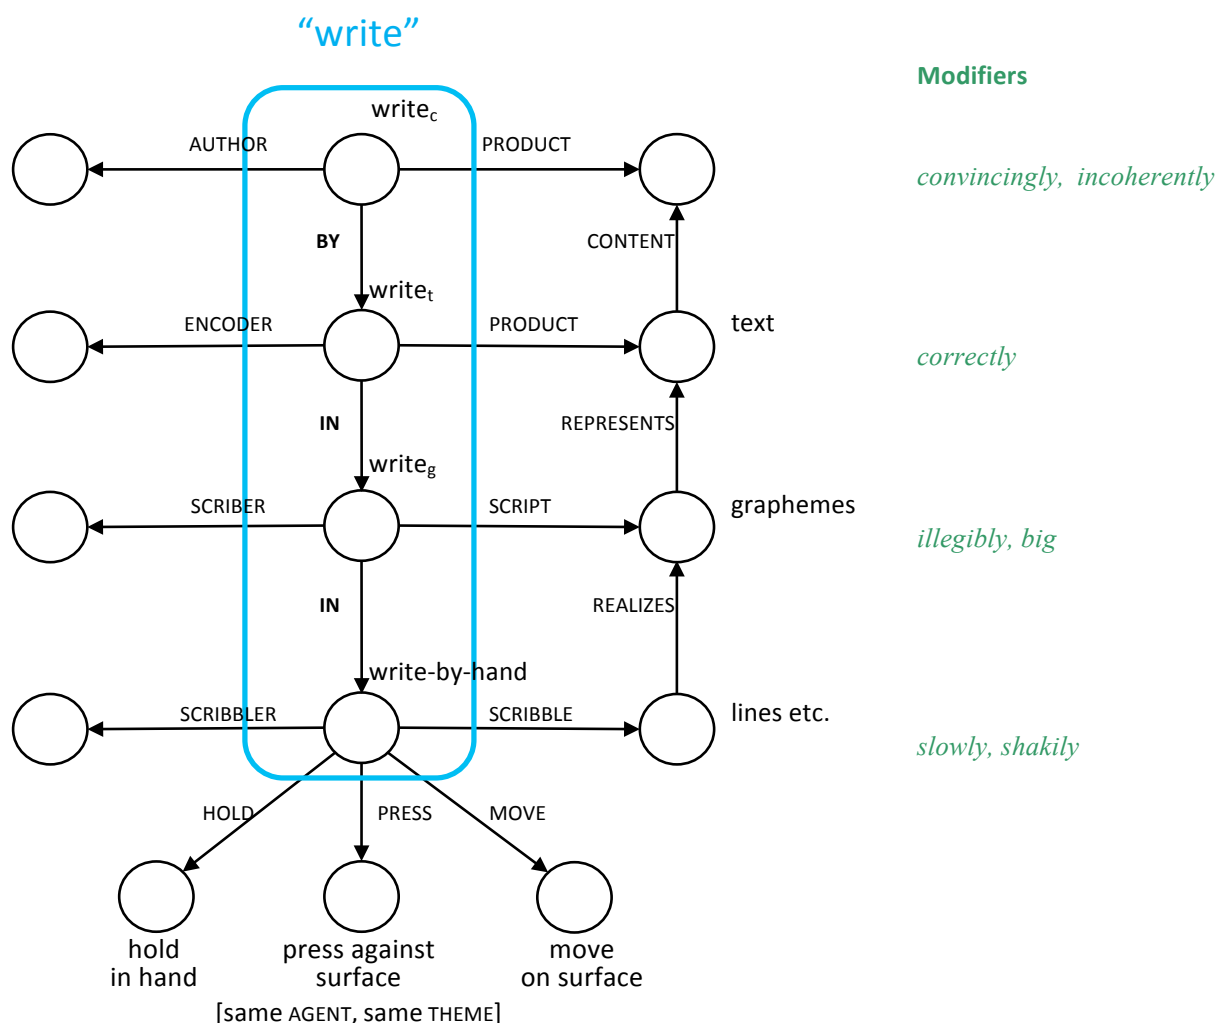 “write”
Modifiers
write_c
AUTHOR PRODUCT
convincingly, incoherently
BY CONTENT
write_t
ENCODER PRODUCT text
correctly
IN REPRESENTS
write_g
SCRIBER SCRIPT graphemes
illegibly, big
IN REALIZES
write-by-hand
SCRIBBLER SCRIBBLE lines etc.
slowly, shakily
HOLD PRESS MOVE
hold press against move
in hand surface on surface
[same AGENT, same THEME]